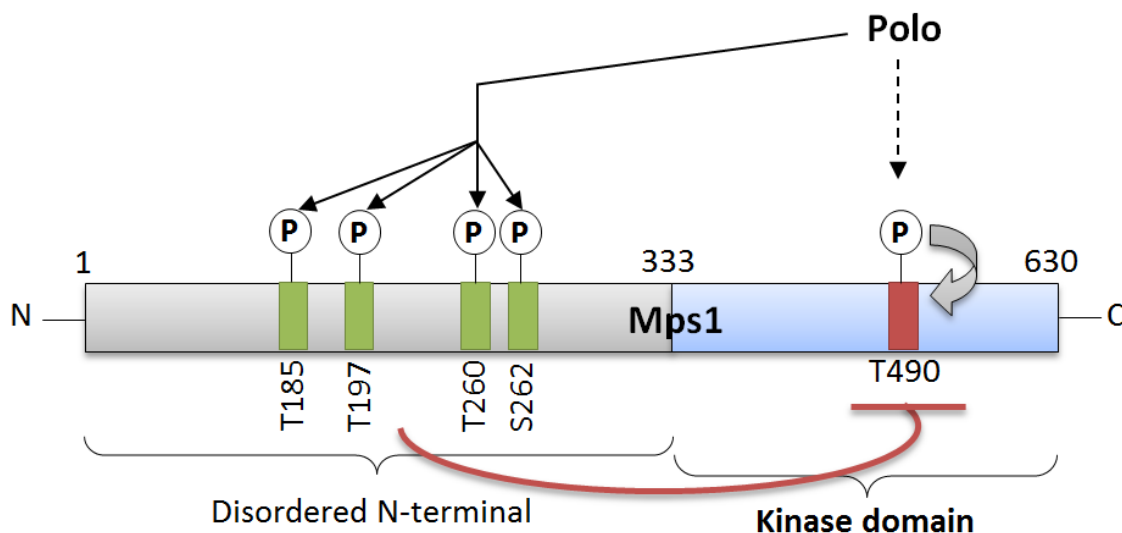 Polo
P
P
P
P
P
1
333
630
N
Mps1
C
T185
T197
T260
S262
T490
Disordered N-terminal
Kinase domain